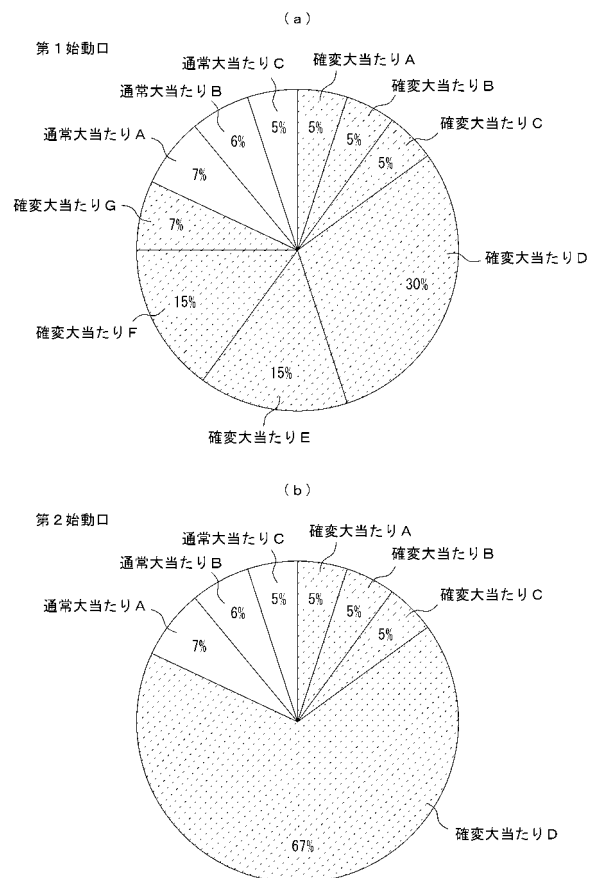 (a)
第1始動口
通常大当たりC
確変大当たりA
通常大当たりB
確変大当たりB
通常大当たりA
確変大当たりC
5%
5%
6%
5%
7%
5%
確変大当たりG
7%
確変大当たりD
30%
15%
確変大当たりF
15%
確変大当たりE
(b)
第2始動口
通常大当たりC
確変大当たりA
通常大当たりB
確変大当たりB
通常大当たりA
確変大当たりC
5%
5%
6%
5%
7%
5%
確変大当たりD
67%